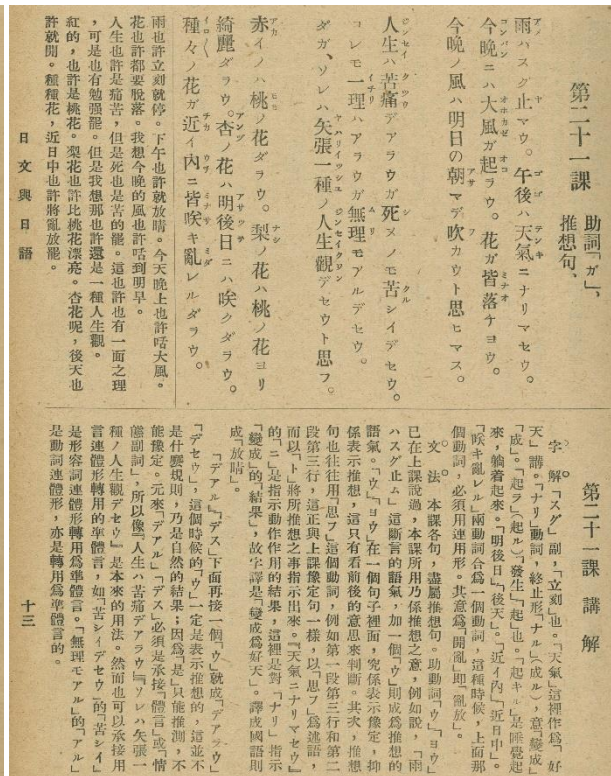 第二十一課
助詞「ガ」、
推想句、
雨ハスグ止マウ。午後ハ天氣ニナリマセウ。
今晚ニハ大風ガ起ラウ。花ガ皆落チヨウ。
今晚ノ風ハ明日ノ朝マデ吹カウト思ヒマス。
人生ハ苦痛デアラウガ死ヌノモ苦シイデセウ。
コレモ一理ハアラウガ無理モアルデセウ。
ダガ、ソレハ矢張一種ノ人生觀デセウト思フ。
赤イノハ桃ノ花ダラウ。梨ノ花ハ桃ノ花ヨリ
綺麗ダラウ。杏ノ花ハ明後日ニハ咲クダラウ。
種々ノ花ガ近イ內ニ皆咲キ亂レルダラウ。
雨也許立刻就停。下午也許就放晴。今天晚上也許咶大風。
花也許都要脫落。我想今晚的風也許咶到明早。
人生也許是痛苦，但是死也是苦的罷。這也許也有一面之理
，可是也有勉强罷。但是我想那也許還是一種人生觀。
紅的，也許是桃花。梨花也許比桃花漂亮。杏花呢，後天也
許就開。種種花，近日中也許將亂放罷。
日文與日語
第二十一課　講　解
字　解「スグ」副，「立刻」也。「天氣」這裡作爲「好
天」講。「ナリ」動詞，終止形「ナル」（成ル），意「變成」
「成」。「起ラ」（起ル）「發生」「起」也。「起キル」是睡覺起
來，躺着起來。「明後日」「後天」。「近イ內」「近日中」。
「咲キ亂レル」兩動詞合爲一個動詞，這種時候，上面那
個動詞，必須用連用形。其意爲「開亂」卽「亂放」。
文　法　本課各句，盡屬推想句。助動詞「ウ」「ヨウ」
已在上課說過，本課所用乃係推想之意，例如說，「雨
ハスグ止ム」這斷言的語氣，加一個「ウ」則成爲推想的
語氣。「ウ」「ヨウ」在一個句子裡面，究係表示豫定，抑
係表示推想，這只有看前後的意思來判斷。其次，推想
句也往往用「思フ」這個動詞，例如第一段第三行和第二
段第三行，這正與上課豫定句一樣，以「思フ」爲述語，
而以「ト」將所推想之事指示出來。「天氣ニナリマセウ」
的「ニ」是指示動作作用的結果，這裡是對「ナリ」指示
「變成」的「結果」，故字譯是「變成爲好天」。譯成國語則
成「放晴」。
「デアル」「デス」下面再接一個「ウ」就成「デアラウ」
「デセウ」，這個時候的「ウ」一定是表示推想的，這並不
是什麽規則，乃是自然的結果；因爲「是」只能推測，不
能豫定。元來「デアル」「デス」必須是承接「體言」或「情
態副詞」，所以像「人生ハ苦痛デアラウ」「ソレハ矢張一
種ノ人生觀デセウ」是本來的用法。然而也可以承接用
言連體形轉用的準體言，如「苦シイデセウ」的「苦シイ」
是形容詞連體形轉用爲準體言。「無理モアル」的「アル」
是動詞連體形，亦是轉用爲準體言的。
十三